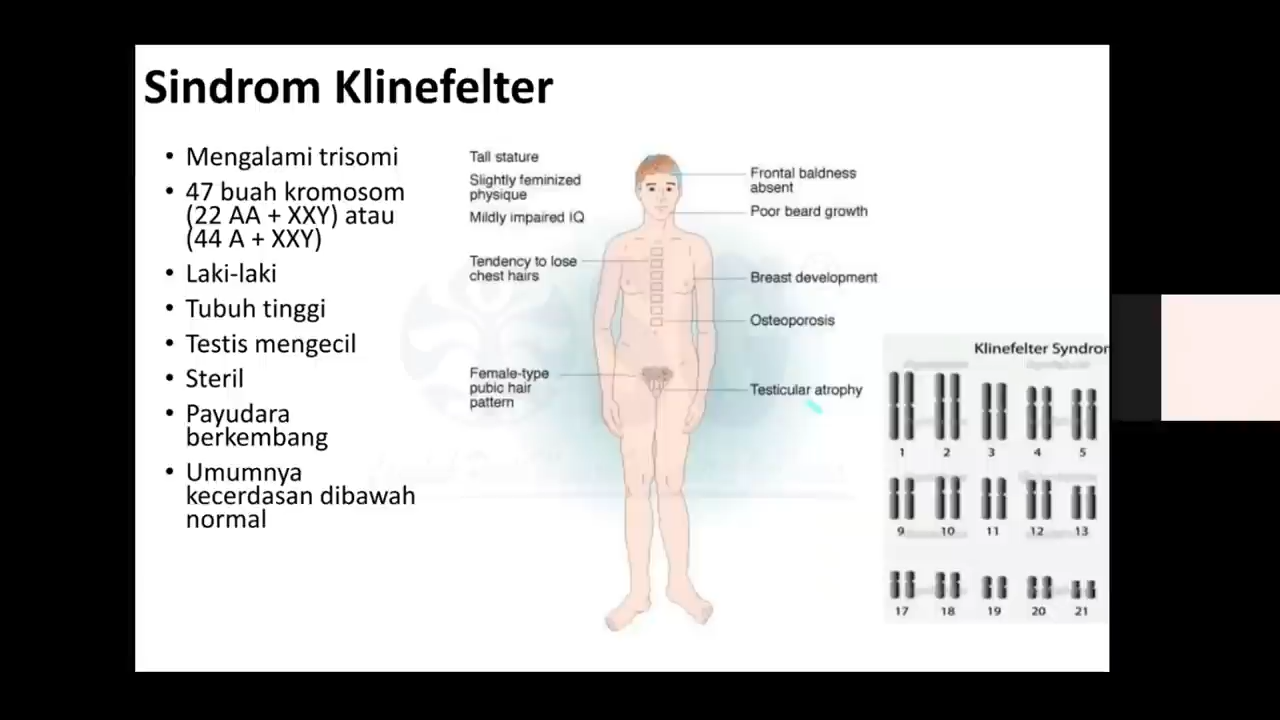 Sindrom Klinefelter
• Mengalami trisomi
• 47 buah kromosom
(22 AA + XXY) atau
(44 A + XXY)
• Laki-laki
• Tubuh tinggi
• Testis mengecil
• Steril
• Payudara
berkembang
• Umumnya
kecerdasan dibawah
normal
Tall stature
Slightly feminized
physique
Mildly impaired IQ
Tendency to lose
chest hairs
Female-type
pubic hair
pattern
Frontal baldness
absent
Poor beard growth
Breast development
Osteoporosis
Testicular atrophy
Klinefelter Syndrom
1 2 3 4 5
9 10 11 12 13
17 18 19 20 21